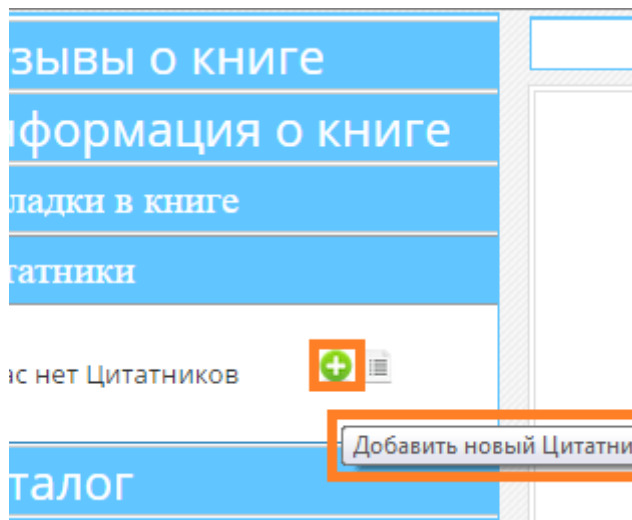 зывы о книге
формация о книге
ладки в книге
татники
ас нет Цитатников
Добавить новый Цитатни
талог